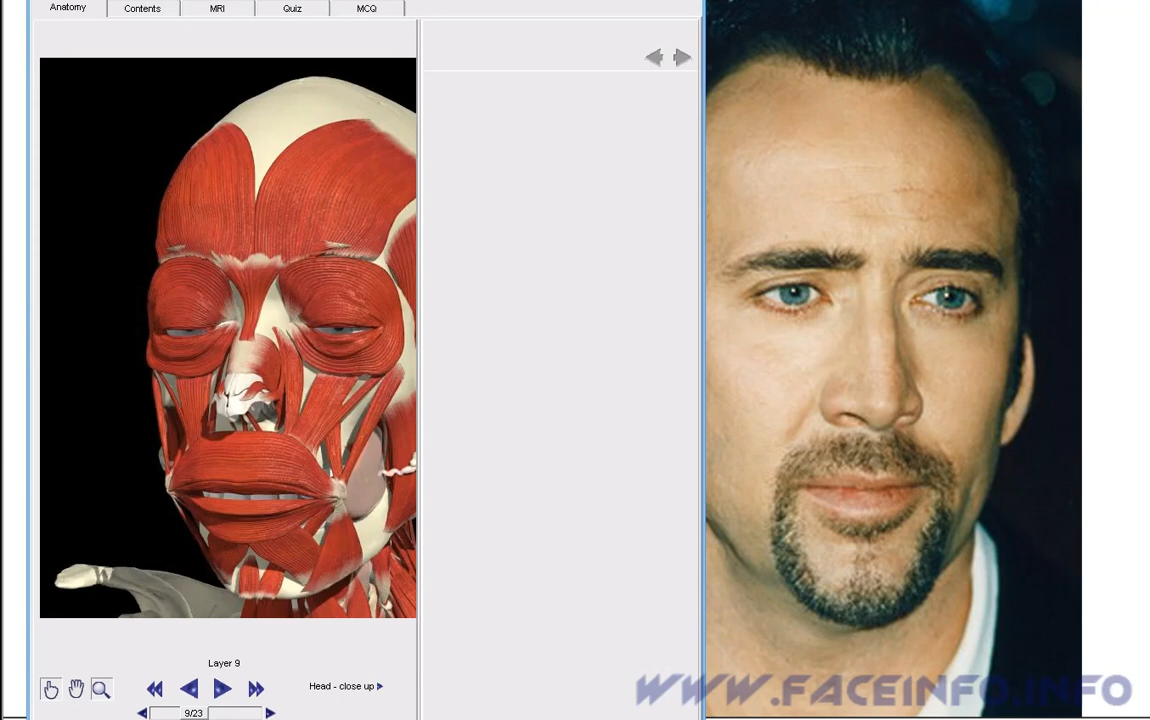 Anatomy Contents MRI Quiz MCQ
Layer 9
Head - close up
9/23
WWW.FACEINFO.INFO